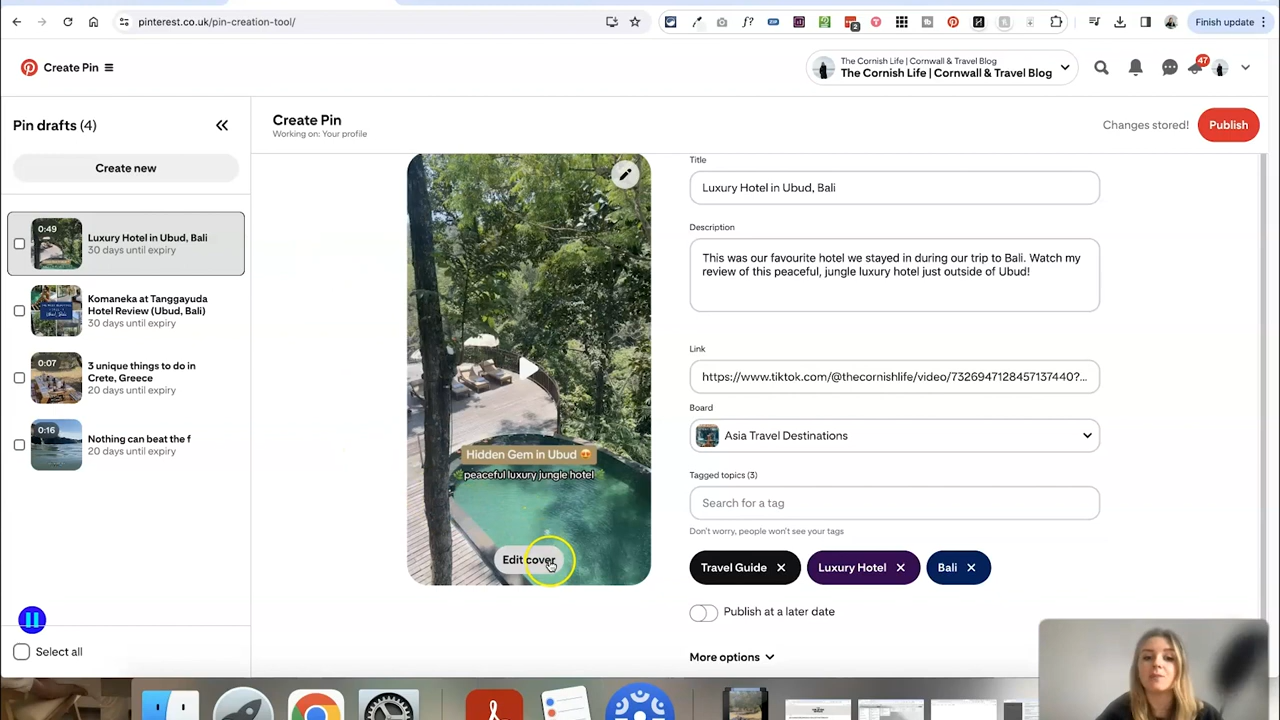 pinterest.co.uk/pin-creation-tool/
f?
ZIP
2
Finish update
Create Pin
The Cornish Life | Cornwall & Travel Blog
The Cornish Life | Cornwall & Travel Blog
47
Pin drafts (4)
Create new
0:49
Luxury Hotel in Ubud, Bali
30 days until expiry
Komaneka at Tanggayuda
Hotel Review (Ubud, Bali)
30 days until expiry
0:07
3 unique things to do in
Crete, Greece
20 days until expiry
0:16
Nothing can beat the f
20 days until expiry
Select all
Create Pin
Working on: Your profile
Changes stored!
Publish
Hidden Gem in Ubud 😍
🌿peaceful luxury jungle hotel🌿
Edit cover
Title
Luxury Hotel in Ubud, Bali
Description
This was our favourite hotel we stayed in during our trip to Bali. Watch my
review of this peaceful, jungle luxury hotel just outside of Ubud!
Link
https://www.tiktok.com/@thecornishlife/video/7326947128457137440?...
Board
Asia Travel Destinations
Tagged topics (3)
Search for a tag
Don't worry, people won't see your tags
Travel Guide
Luxury Hotel
Bali
Publish at a later date
More options